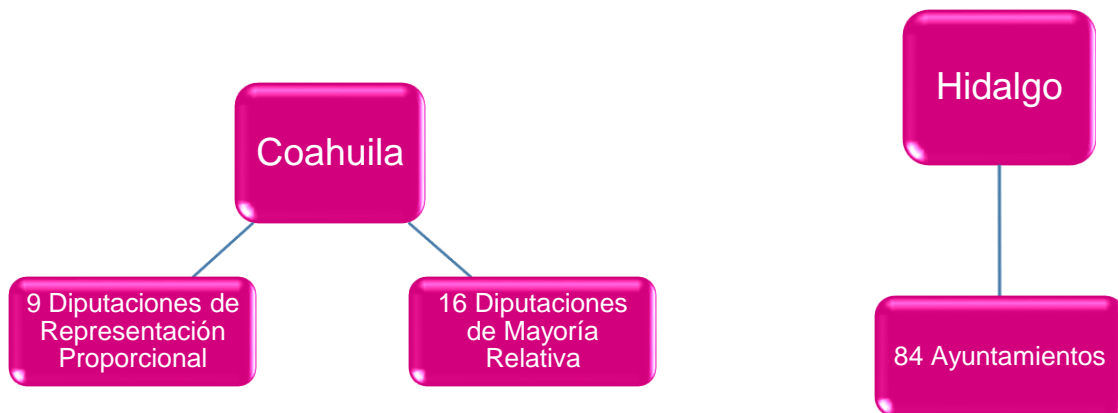 Coahuila
9 Diputaciones de
Representación
Proporcional
16 Diputaciones
de Mayoría
Relativa
Hidalgo
84 Ayuntamientos